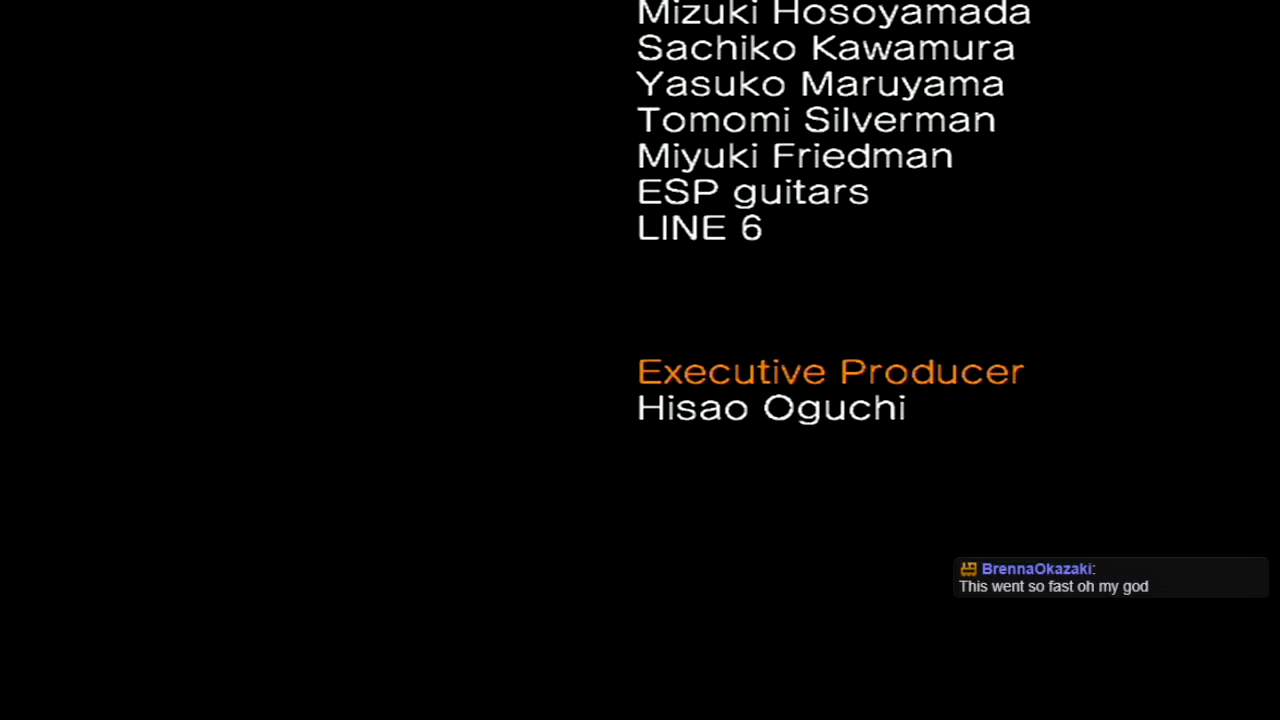 Mizuki Hosoyamada
Sachiko Kawamura
Yasuko Maruyama
Tomomi Silverman
Miyuki Friedman
ESP guitars
LINE 6
Executive Producer
Hisao Oguchi
BrennaOkazaki:
This went so fast oh my god